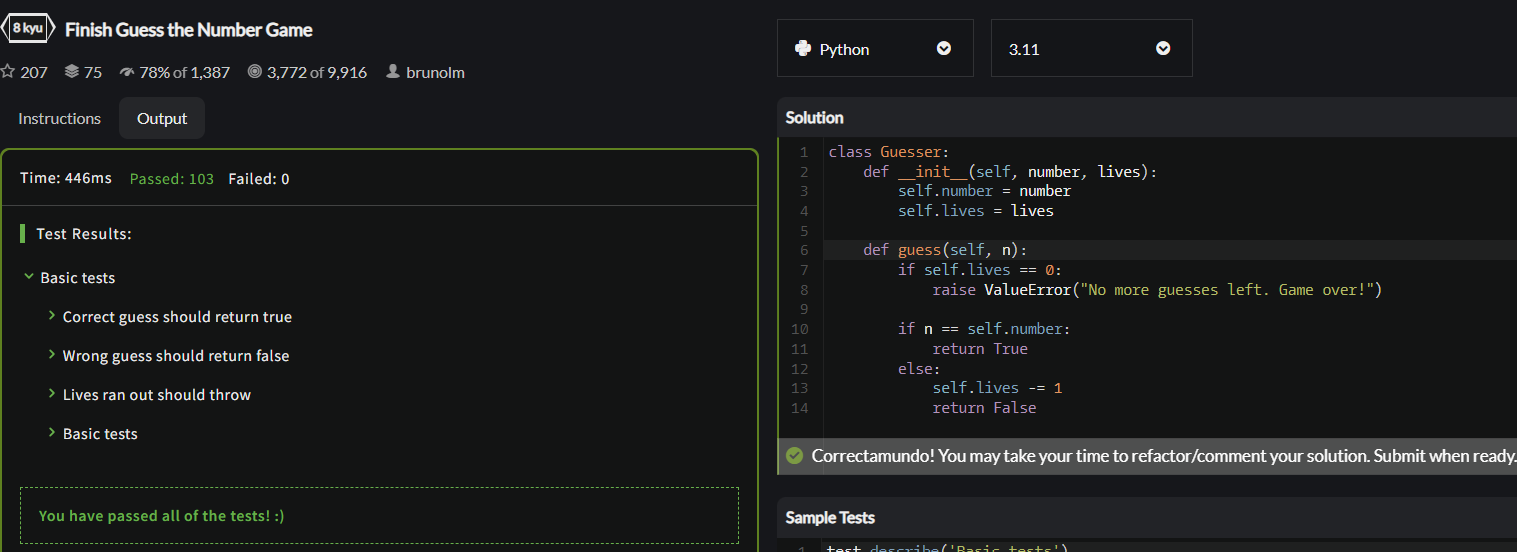 8 kyu Finish Guess the Number Game
207 75 78% of 1,387 3,772 of 9,916 brunolm
Instructions Output
Time: 446ms Passed: 103 Failed: 0
Test Results:
Basic tests
Correct guess should return true
Wrong guess should return false
Lives ran out should throw
Basic tests
You have passed all of the tests! :)
Python 3.11
Solution
1 class Guesser:
2     def __init__(self, number, lives):
3         self.number = number
4         self.lives = lives
5
6     def guess(self, n):
7         if self.lives == 0:
8             raise ValueError("No more guesses left. Game over!")
9
10         if n == self.number:
11             return True
12         else:
13             self.lives -= 1
14             return False
Correctamundo! You may take your time to refactor/comment your solution. Submit when ready.
Sample Tests
1 test.describe('Basic tests')